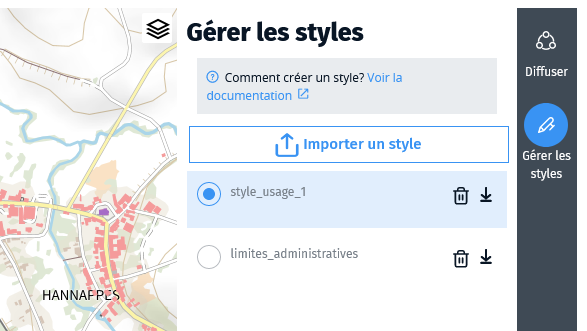 Gérer les styles
Comment créer un style? Voir la
documentation
Importer un style
style_usage_1
limites_administratives
HANNAPPES
Diffuser
Gérer les
styles